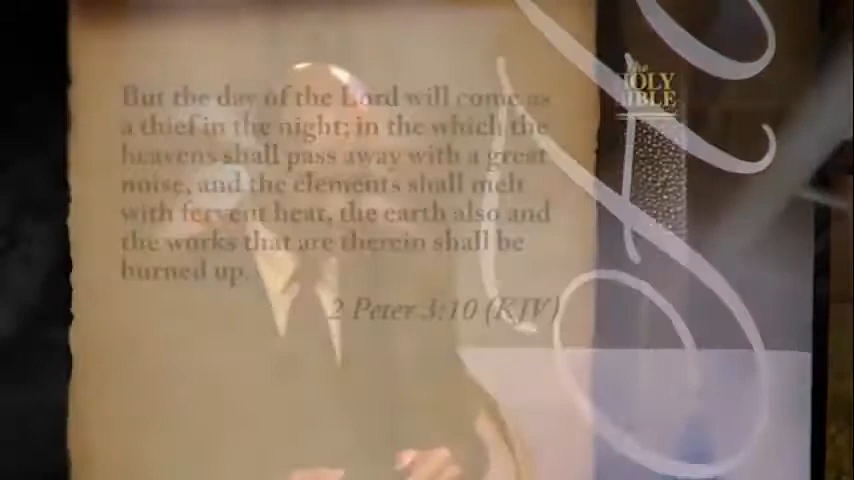 But the day of the Lord will come as
a thief in the night; in the which the
heavens shall pass away with a great
noise, and the elements shall melt
with fervent heat, the earth also and
the works that are therein shall be
burned up.
2 Peter 3:10 (KJV)
The
HOLY
BIBLE